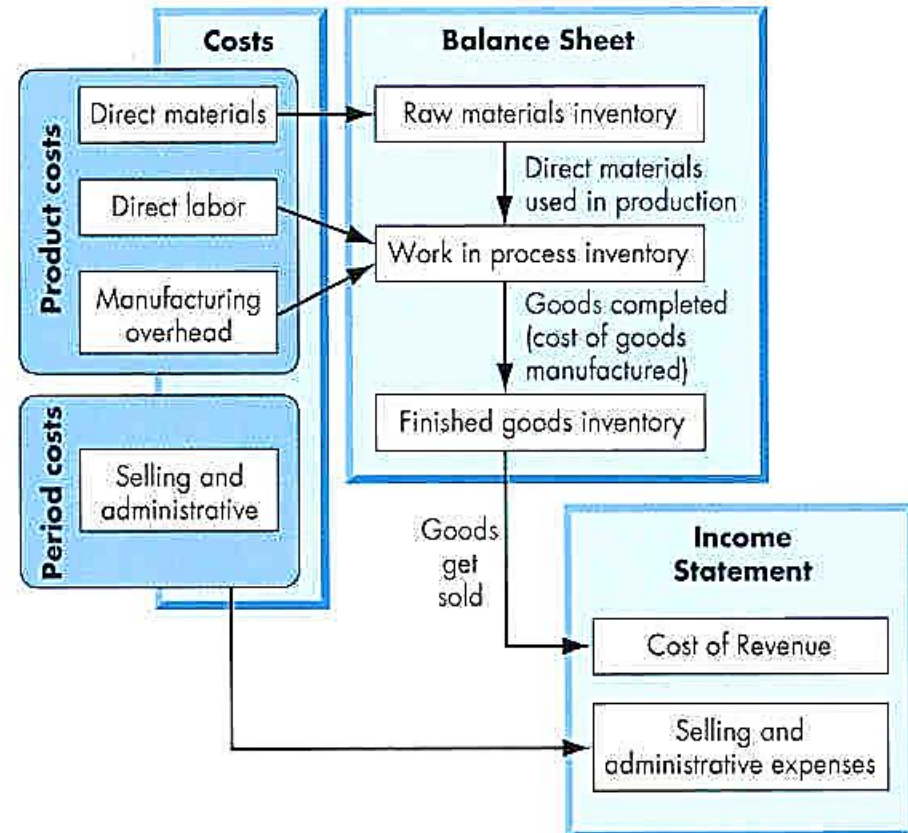 Costs
Product costs
Direct materials
Direct labor
Manufacturing
overhead
Period costs
Selling and
administrative
Balance Sheet
Raw materials inventory
Direct materials
used in production
Work in process inventory
Goods completed
(cost of goods
manufactured)
Finished goods inventory
Goods
get
sold
Income
Statement
Cost of Revenue
Selling and
administrative expenses